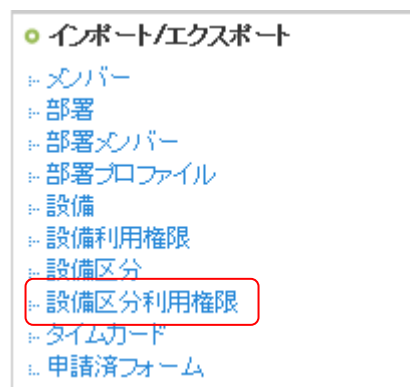 インポート/エクスポート
メンバー
部署
部署メンバー
部署プロファイル
設備
設備利用権限
設備区分
設備区分利用権限
タイムカード
申請済フォーム